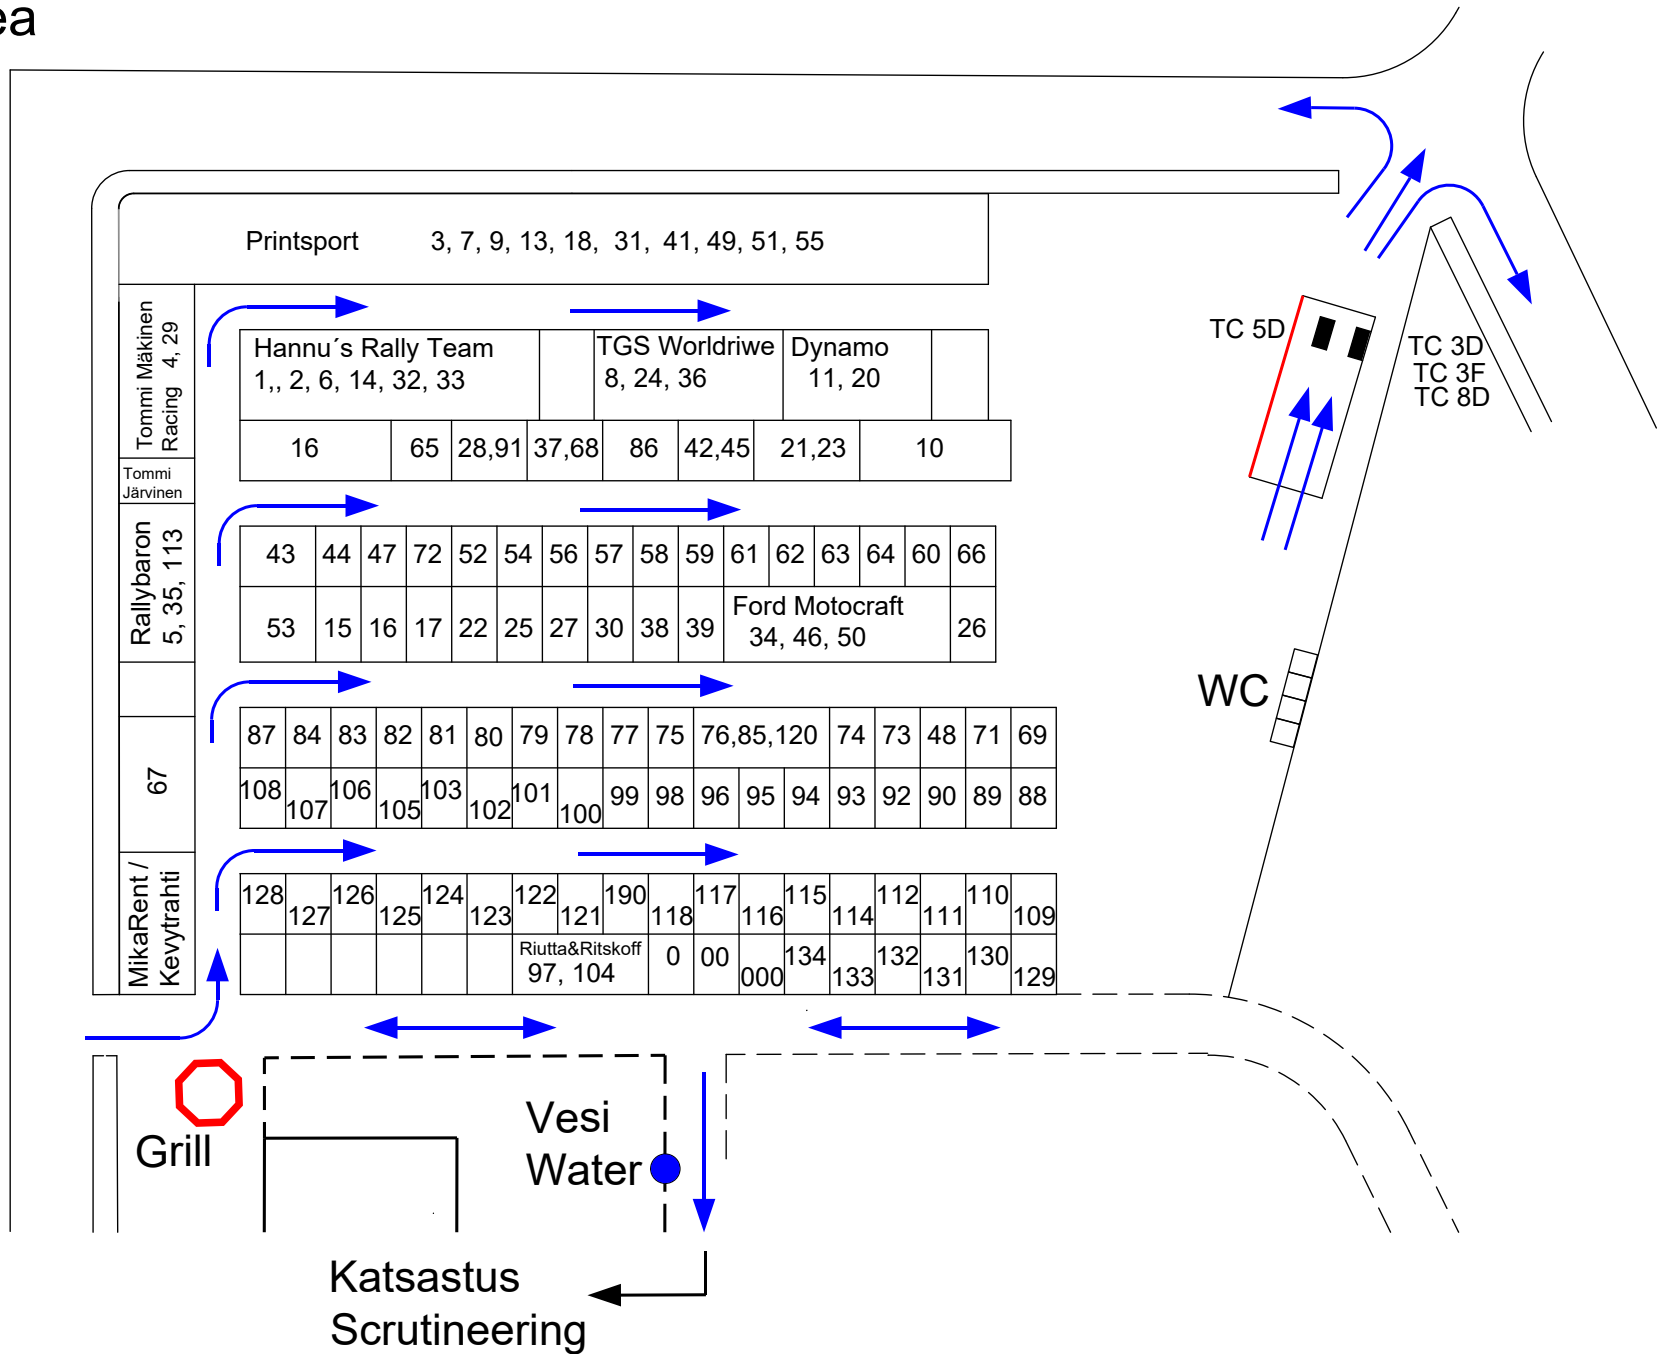 ea
Printsport 3, 7, 9, 13, 18, 31, 41, 49, 51, 55
Tommi Mäkinen
Racing 4, 29
Hannu´s Rally Team
1,, 2, 6, 14, 32, 33
TGS Worldriwe
8, 24, 36
Dynamo
11, 20
TC 5D
TC 3D
TC 3F
TC 8D
16 65 28,91 37,68 86 42,45 21,23 10
Tommi
Järvinen
Rallybaron
5, 35, 113
43 44 47 72 52 54 56 57 58 59 61 62 63 64 60 66
53 15 16 17 22 25 27 30 38 39
Ford Motocraft
34, 46, 50
26
WC
67
87 84 83 82 81 80 79 78 77 75 76,85,120 74 73 48 71 69
108 107 106 105 103 102 101 100 99 98 96 95 94 93 92 90 89 88
MikaRent /
Kevytrahti
128 127 126 125 124 123 122 121 190 118 117 116 115 114 112 111 110 109
Riutta&Ritskoff
97, 104
0 00 000 134 133 132 131 130 129
Grill
Vesi
Water
Katsastus
Scrutineering